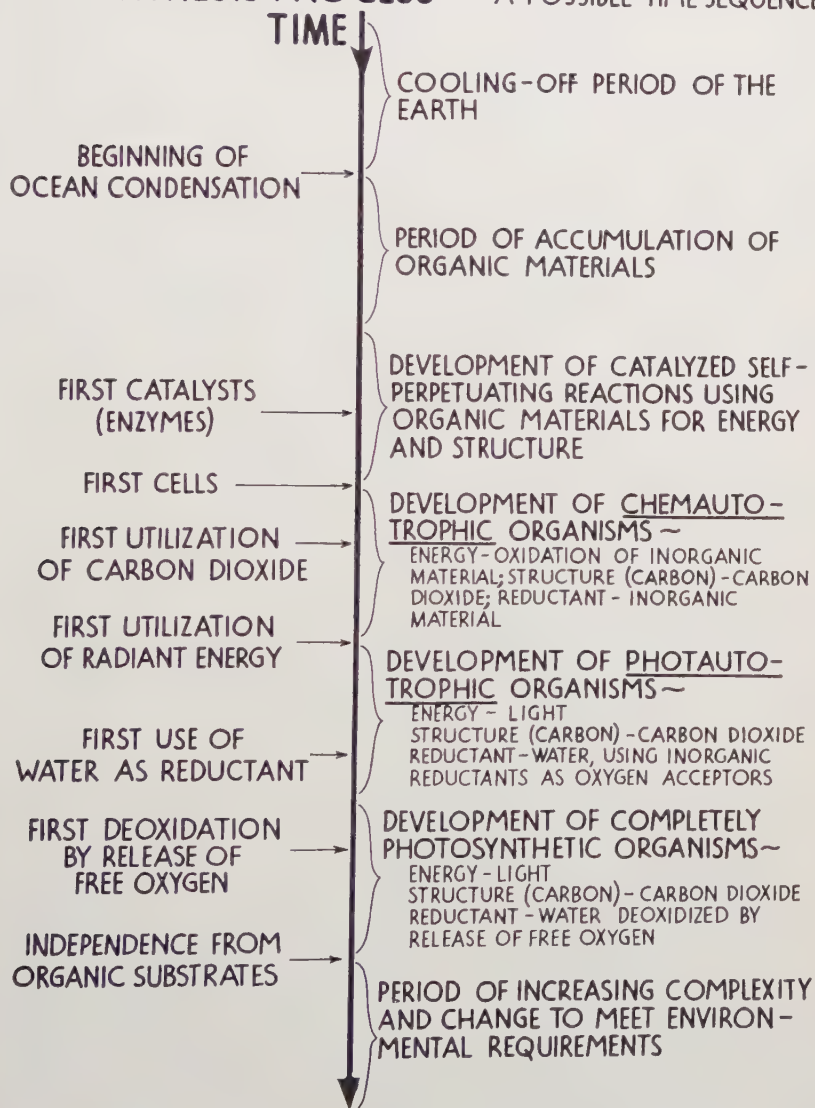 A POSSIBLE TIME SEQUENCE
TIME
COOLING-OFF PERIOD OF THE
EARTH
BEGINNING OF
OCEAN CONDENSATION
PERIOD OF ACCUMULATION OF
ORGANIC MATERIALS
DEVELOPMENT OF CATALYZED SELF-
PERPETUATING REACTIONS USING
ORGANIC MATERIALS FOR ENERGY
AND STRUCTURE
FIRST CATALYSTS
(ENZYMES)
FIRST CELLS
DEVELOPMENT OF CHEMAUTO-
TROPHIC ORGANISMS~
ENERGY-OXIDATION OF INORGANIC
MATERIAL; STRUCTURE (CARBON)-CARBON
DIOXIDE; REDUCTANT- INORGANIC
MATERIAL
FIRST UTILIZATION
OF CARBON DIOXIDE
FIRST UTILIZATION
OF RADIANT ENERGY
DEVELOPMENT OF PHOTAUTO-
TROPHIC ORGANISMS~
ENERGY - LIGHT
STRUCTURE (CARBON)-CARBON DIOXIDE
REDUCTANT-WATER, USING INORGANIC
REDUCTANTS AS OXYGEN ACCEPTORS
FIRST USE OF
WATER AS REDUCTANT
DEVELOPMENT OF COMPLETELY
PHOTOSYNTHETIC ORGANISMS~
ENERGY-LIGHT
STRUCTURE (CARBON)-CARBON DIOXIDE
REDUCTANT-WATER DEOXIDIZED BY
RELEASE OF FREE OXYGEN
FIRST DEOXIDATION
BY RELEASE OF
FREE OXYGEN
INDEPENDENCE FROM
ORGANIC SUBSTRATES
PERIOD OF INCREASING COMPLEXITY
AND CHANGE TO MEET ENVIRON-
MENTAL REQUIREMENTS